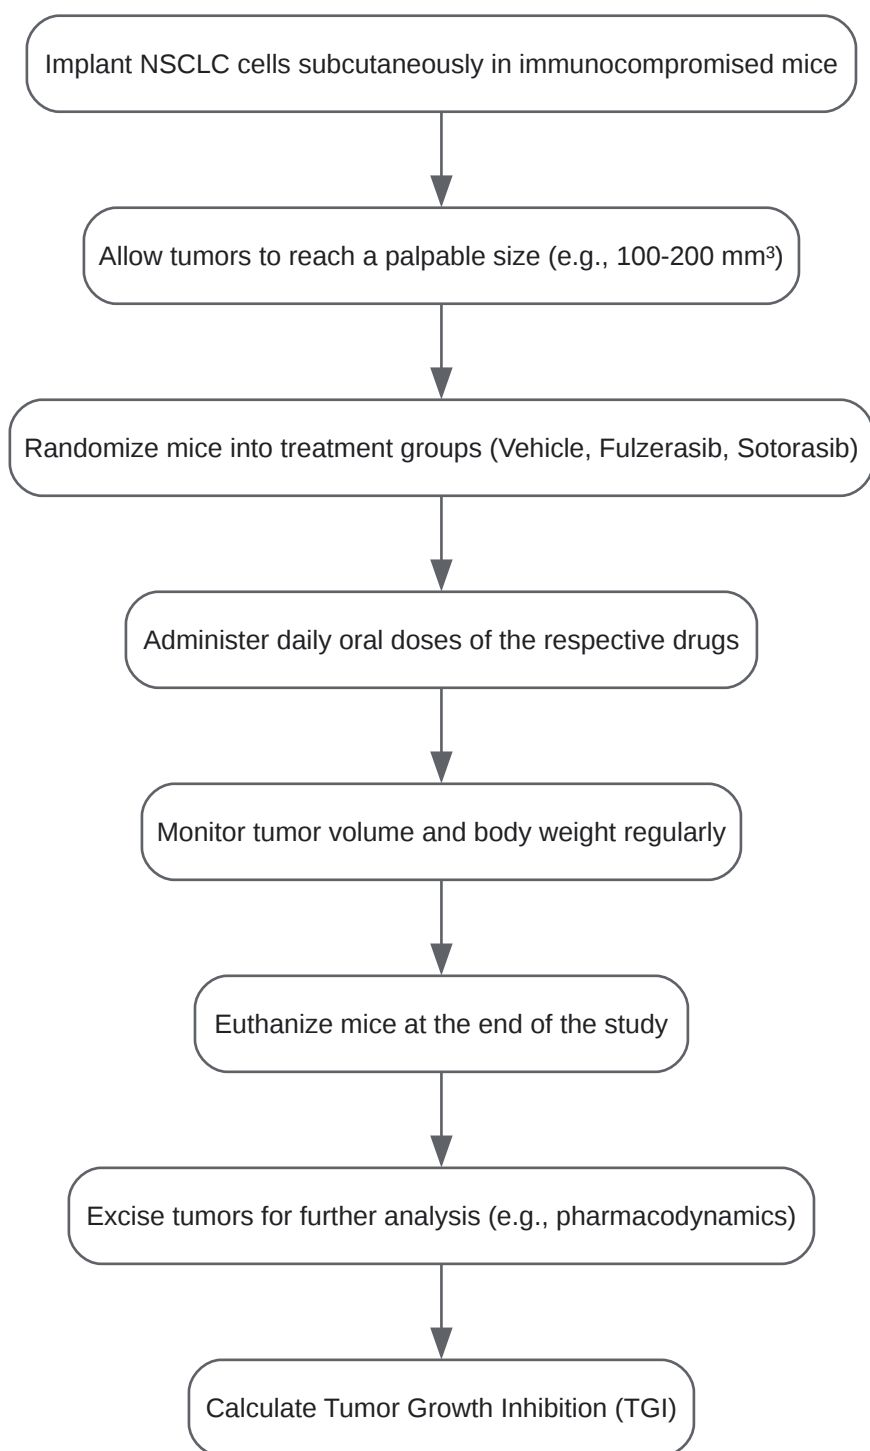 Implant NSCLC cells subcutaneously in immunocompromised mice
Allow tumors to reach a palpable size (e.g., 100-200 mm³)
Randomize mice into treatment groups (Vehicle, Fulzerasib, Sotorasib)
Administer daily oral doses of the respective drugs
Monitor tumor volume and body weight regularly
Euthanize mice at the end of the study
Excise tumors for further analysis (e.g., pharmacodynamics)
Calculate Tumor Growth Inhibition (TGI)